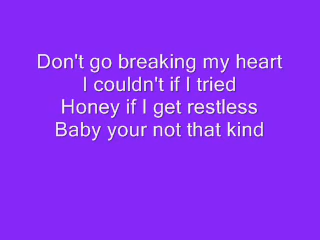 Don't go breaking my heart
I couldn't if I tried
Honey if I get restless
Baby your not that kind